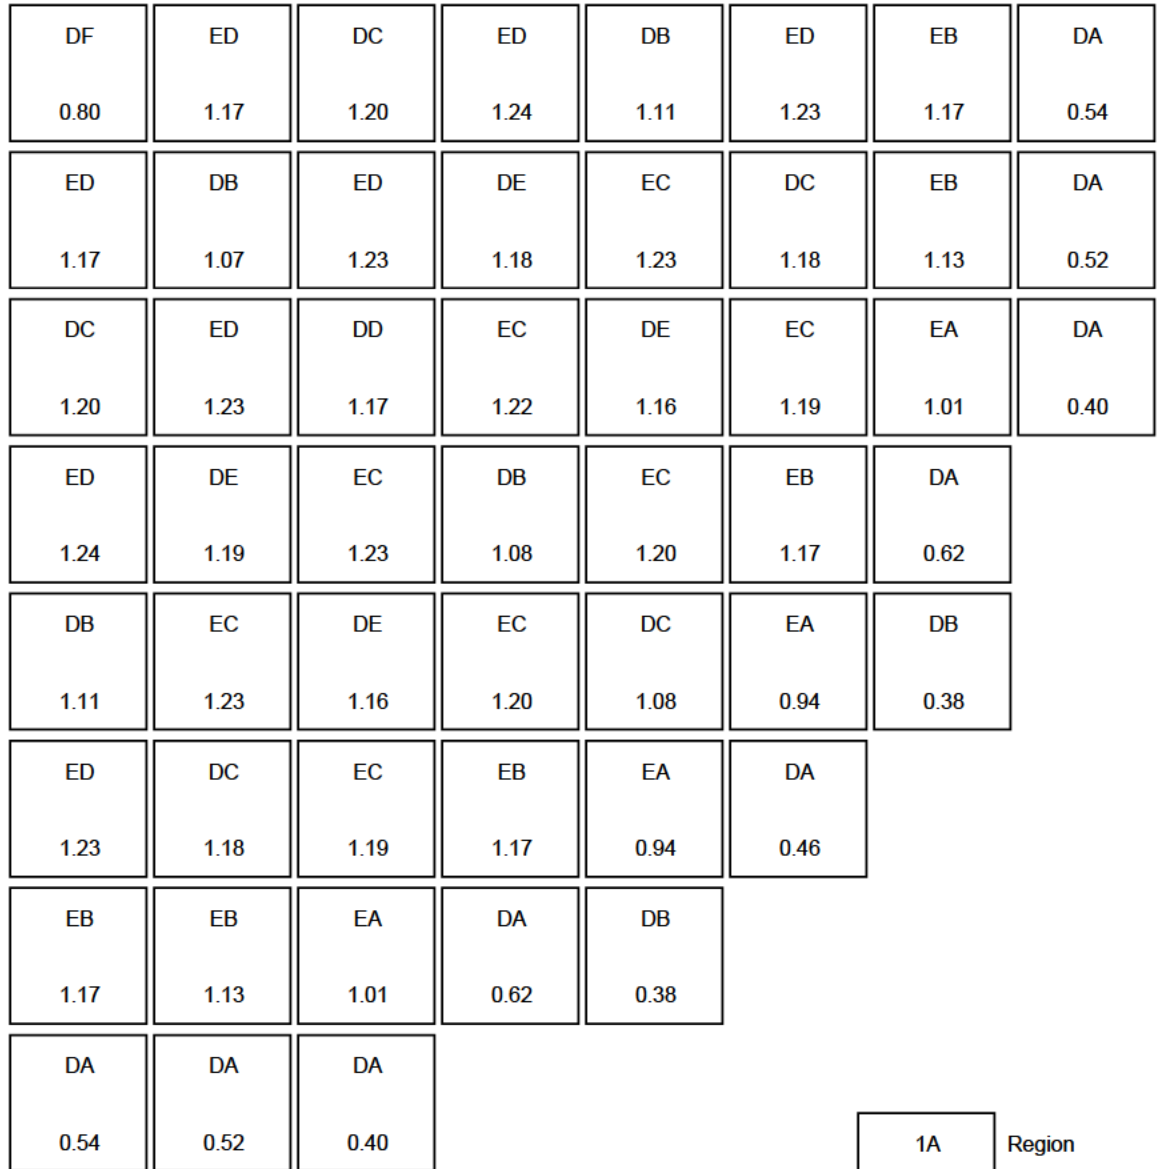 DF ED DC ED DB ED EB DA
0.80 1.17 1.20 1.24 1.11 1.23 1.17 0.54
ED DB ED DE EC DC EB DA
1.17 1.07 1.23 1.18 1.23 1.18 1.13 0.52
DC ED DD EC DE EC EA DA
1.20 1.23 1.17 1.22 1.16 1.19 1.01 0.40
ED DE EC DB EC EB DA
1.24 1.19 1.23 1.08 1.20 1.17 0.62
DB EC DE EC DC EA DB
1.11 1.23 1.16 1.20 1.08 0.94 0.38
ED DC EC EB EA DA
1.23 1.18 1.19 1.17 0.94 0.46
EB EB EA DA DB
1.17 1.13 1.01 0.62 0.38
DA DA DA
0.54 0.52 0.40 1A Region